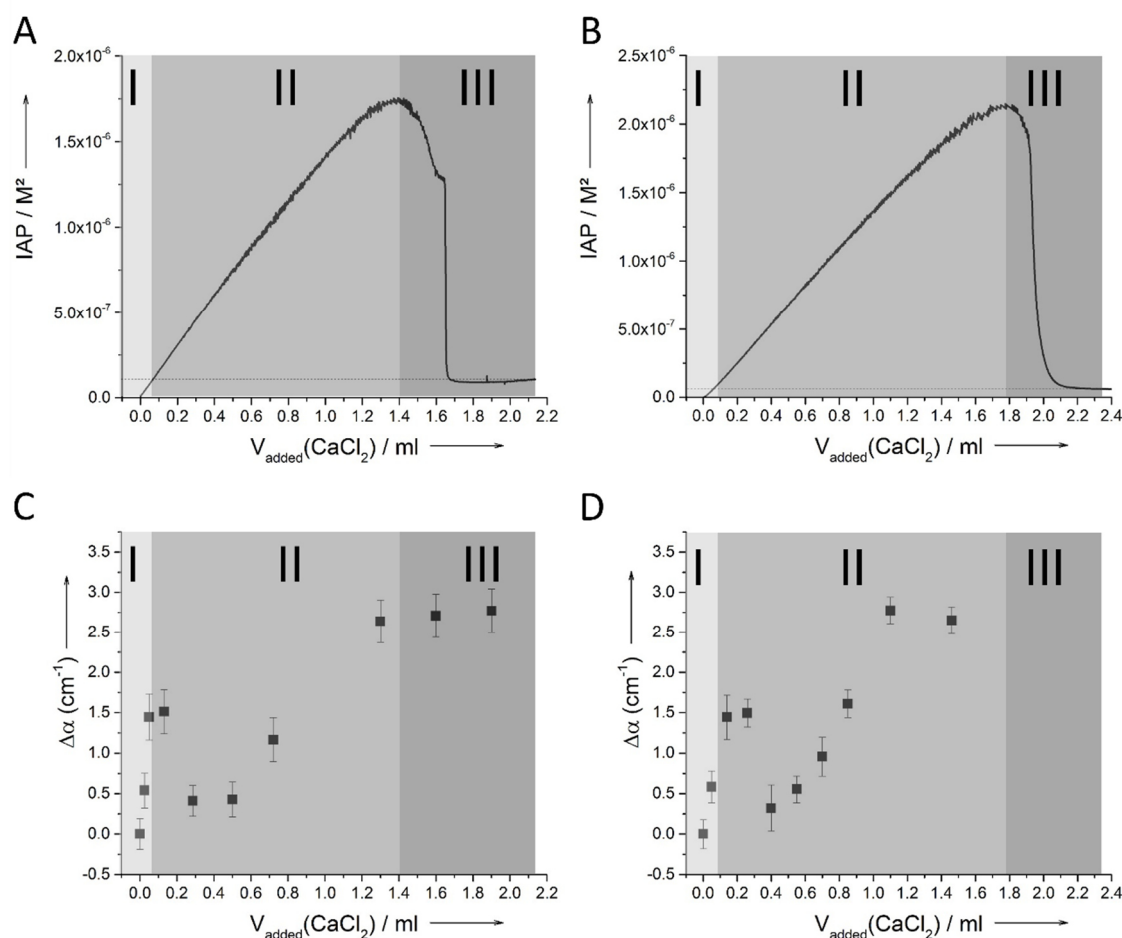 A
I II III
2.0x10⁻⁶
1.5x10⁻⁶
1.0x10⁻⁶
5.0x10⁻⁷
0.0
IAP / M²
0.0 0.2 0.4 0.6 0.8 1.0 1.2 1.4 1.6 1.8 2.0 2.2
V_added(CaCl₂) / ml
B
I II III
2.5x10⁻⁶
2.0x10⁻⁶
1.5x10⁻⁶
1.0x10⁻⁶
5.0x10⁻⁷
0.0
IAP / M²
0.0 0.2 0.4 0.6 0.8 1.0 1.2 1.4 1.6 1.8 2.0 2.2 2.4
V_added(CaCl₂) / ml
C
I II III
3.5
3.0
2.5
2.0
1.5
1.0
0.5
0.0
-0.5
Δα (cm⁻¹)
0.0 0.2 0.4 0.6 0.8 1.0 1.2 1.4 1.6 1.8 2.0 2.2
V_added(CaCl₂) / ml
D
I II III
3.5
3.0
2.5
2.0
1.5
1.0
0.5
0.0
-0.5
Δα (cm⁻¹)
0.0 0.2 0.4 0.6 0.8 1.0 1.2 1.4 1.6 1.8 2.0 2.2 2.4
V_added(CaCl₂) / ml